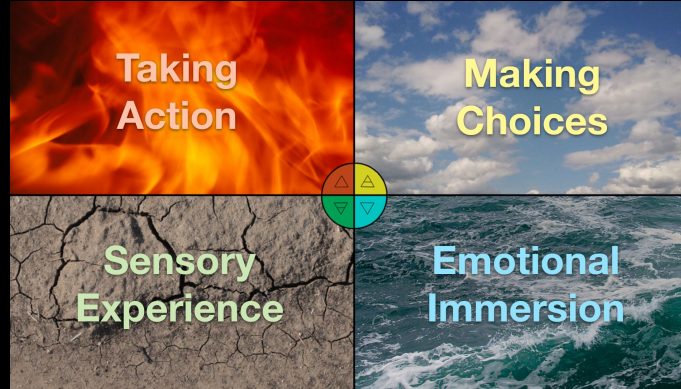 Taking
Action
Making
Choices
Sensory
Experience
Emotional
Immersion